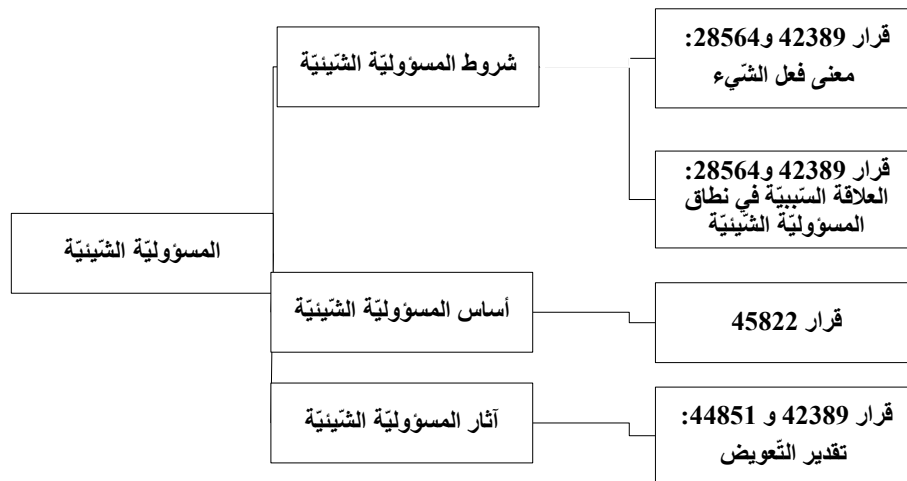 قرار 42389 و28564:
معنى فعل الشّيء
شروط المسؤوليّة الشّيئيّة
قرار 42389 و28564:
العلاقة السّببيّة في نطاق
المسؤوليّة الشّيئيّة
المسؤوليّة الشّيئيّة
أساس المسؤوليّة الشّيئيّة
قرار 45822
آثار المسؤوليّة الشّيئيّة
قرار 42389 و 44851:
تقدير التّعويض